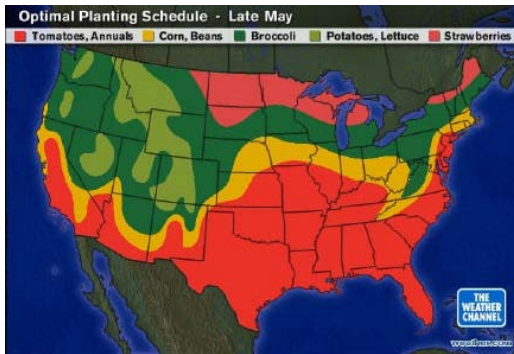 Optimal Planting Schedule - Late May
Tomatoes, Annuals Corn, Beans Broccoli Potatoes, Lettuce Strawberries
THE
WEATHER
CHANNEL